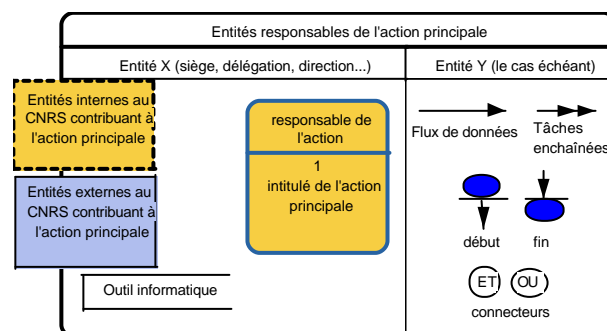 Entités responsables de l'action principale
Entité X (siège, délégation, direction...)
Entité Y (le cas échéant)
Entités internes au
CNRS contribuant à
l'action principale
responsable de
l'action
1
intitulé de l'action
principale
Flux de données
Tâches
enchaînées
Entités externes au
CNRS contribuant à
l'action principale
début
fin
Outil informatique
ET
OU
connecteurs